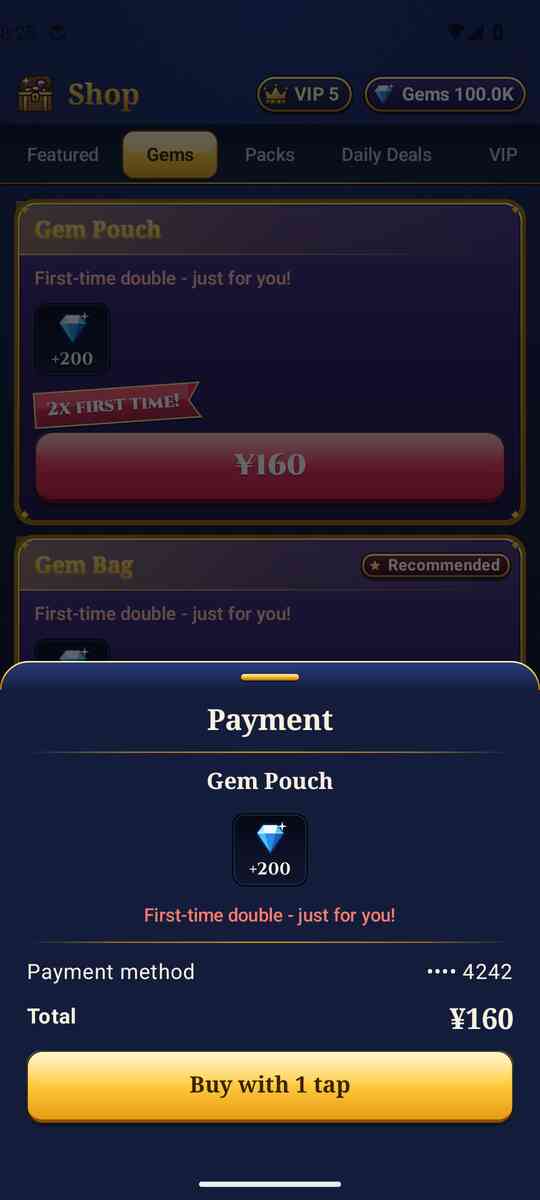 Shop
VIP 5
Gems 100.0K
Featured
Gems
Packs
Daily Deals
VIP
Gem Pouch
First-time double - just for you!
+200
2X FIRST TIME!
¥160
Gem Bag
Recommended
First-time double - just for you!
Payment
Gem Pouch
+200
First-time double - just for you!
Payment method
•••• 4242
Total
¥160
Buy with 1 tap